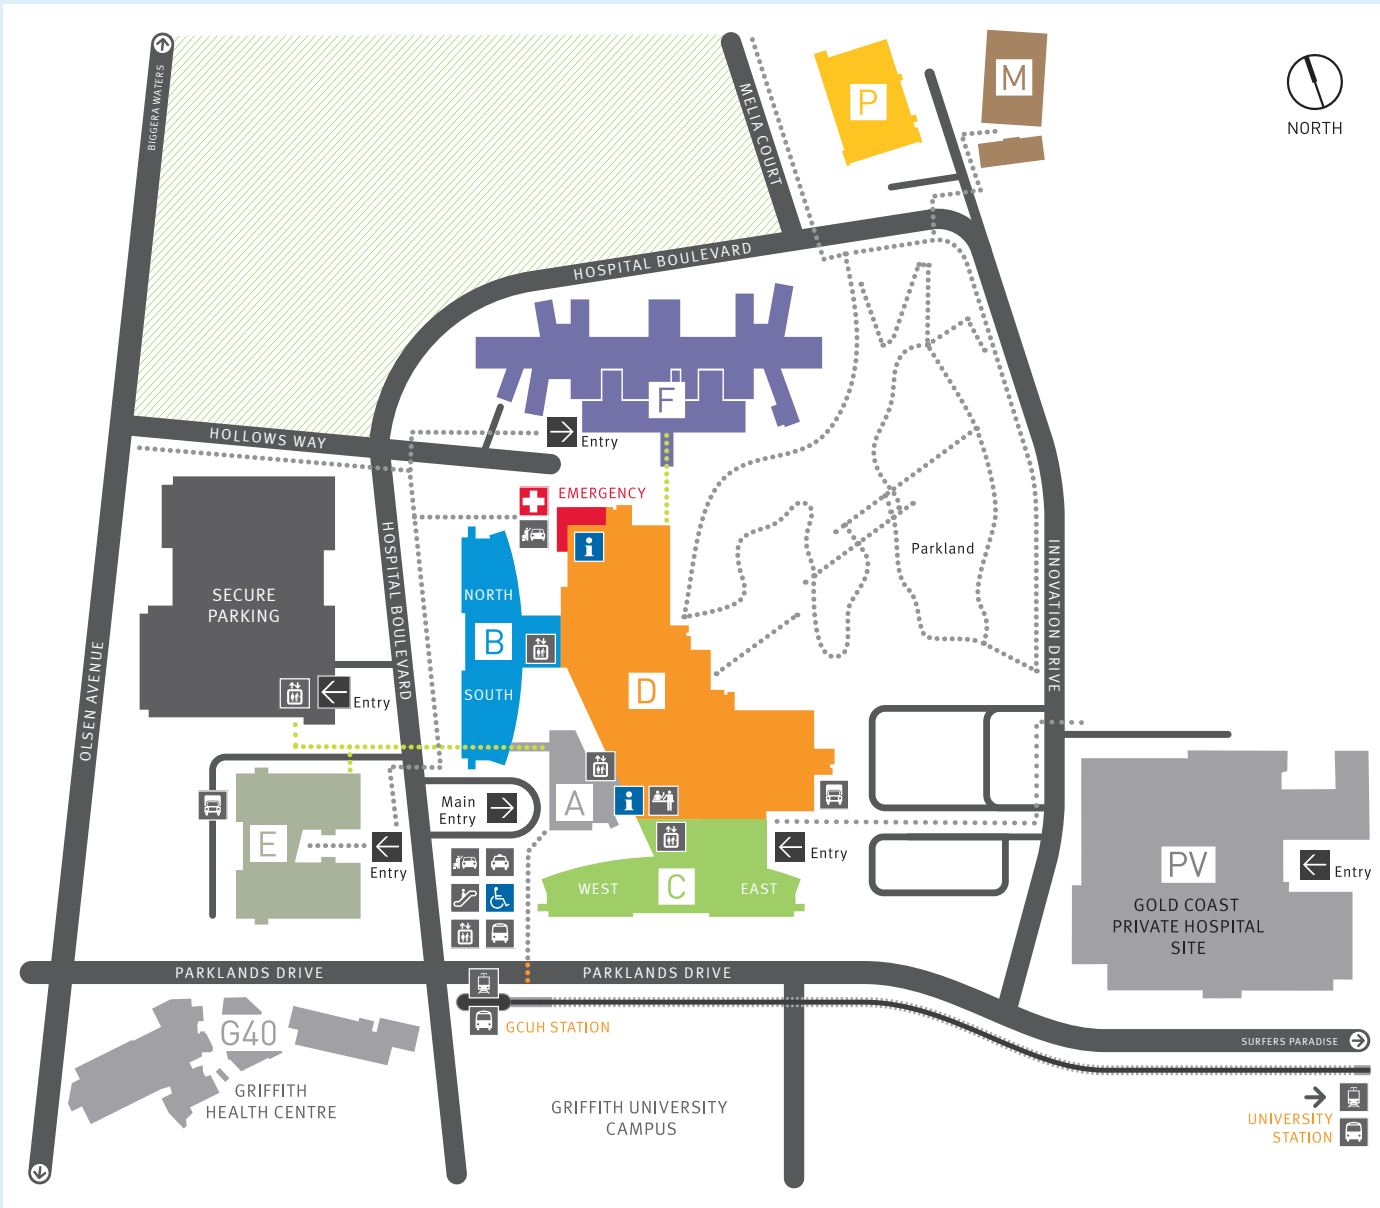 BIGGERA WATERS
MELIA COURT
P
M
NORTH
HOSPITAL BOULEVARD
F
Entry
HOLLOWS WAY
EMERGENCY
i
HOSPITAL BOULEVARD
Parkland
INNOVATION DRIVE
SECURE
PARKING
NORTH
B
SOUTH
D
Entry
OLSEN AVENUE
Main
Entry
A
i
E
Entry
Entry
WEST
C
EAST
PV
Entry
GOLD COAST
PRIVATE HOSPITAL
SITE
PARKLANDS DRIVE
PARKLANDS DRIVE
G40
GCUH STATION
SURFERS PARADISE
GRIFFITH
HEALTH CENTRE
GRIFFITH UNIVERSITY
CAMPUS
UNIVERSITY
STATION